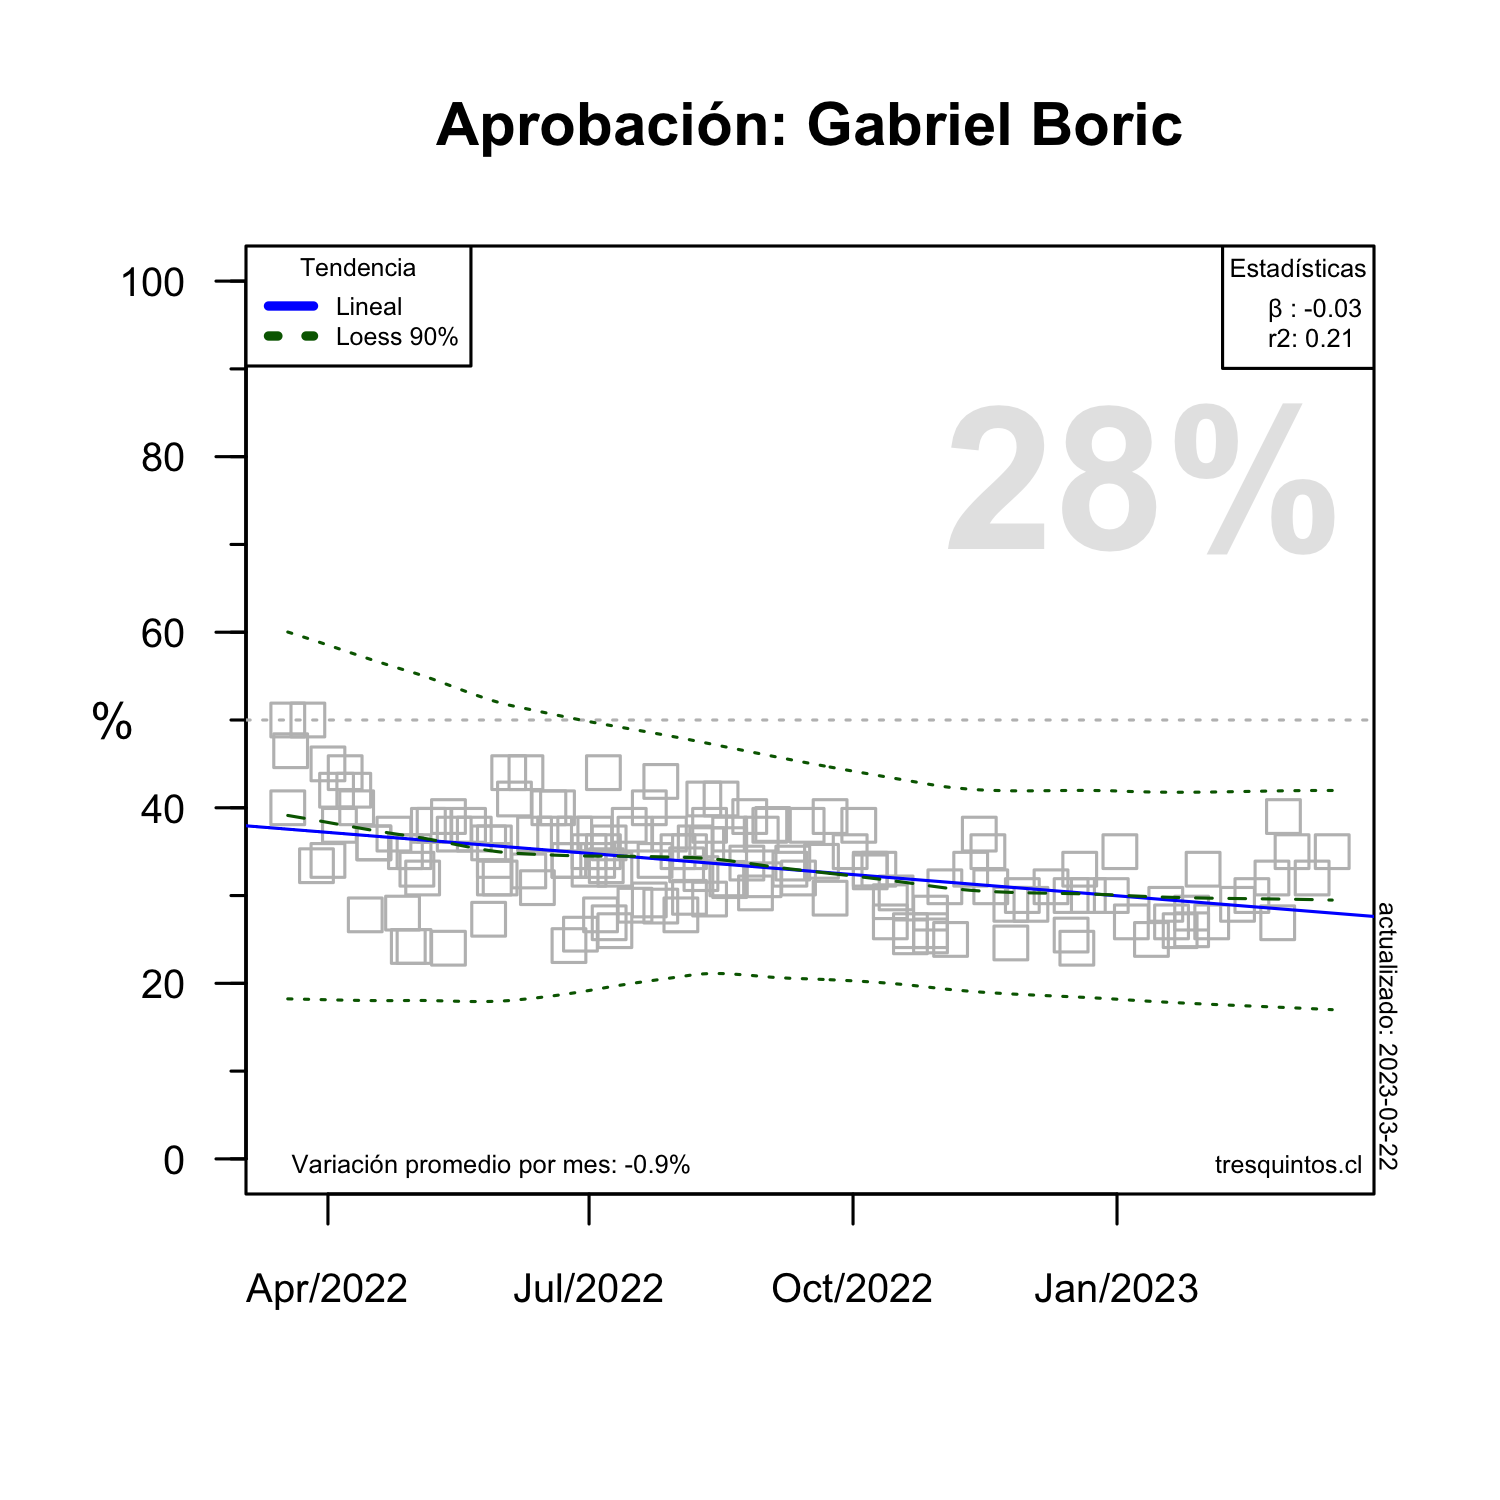 Aprobación: Gabriel Boric
Tendencia
Lineal
Loess 90%
Estadísticas
β : -0.03
r2: 0.21
28%
100
80
60
%
40
20
0
actualizado: 2023-03-22
Variación promedio por mes: -0.9%
tresquintos.cl
Apr/2022
Jul/2022
Oct/2022
Jan/2023